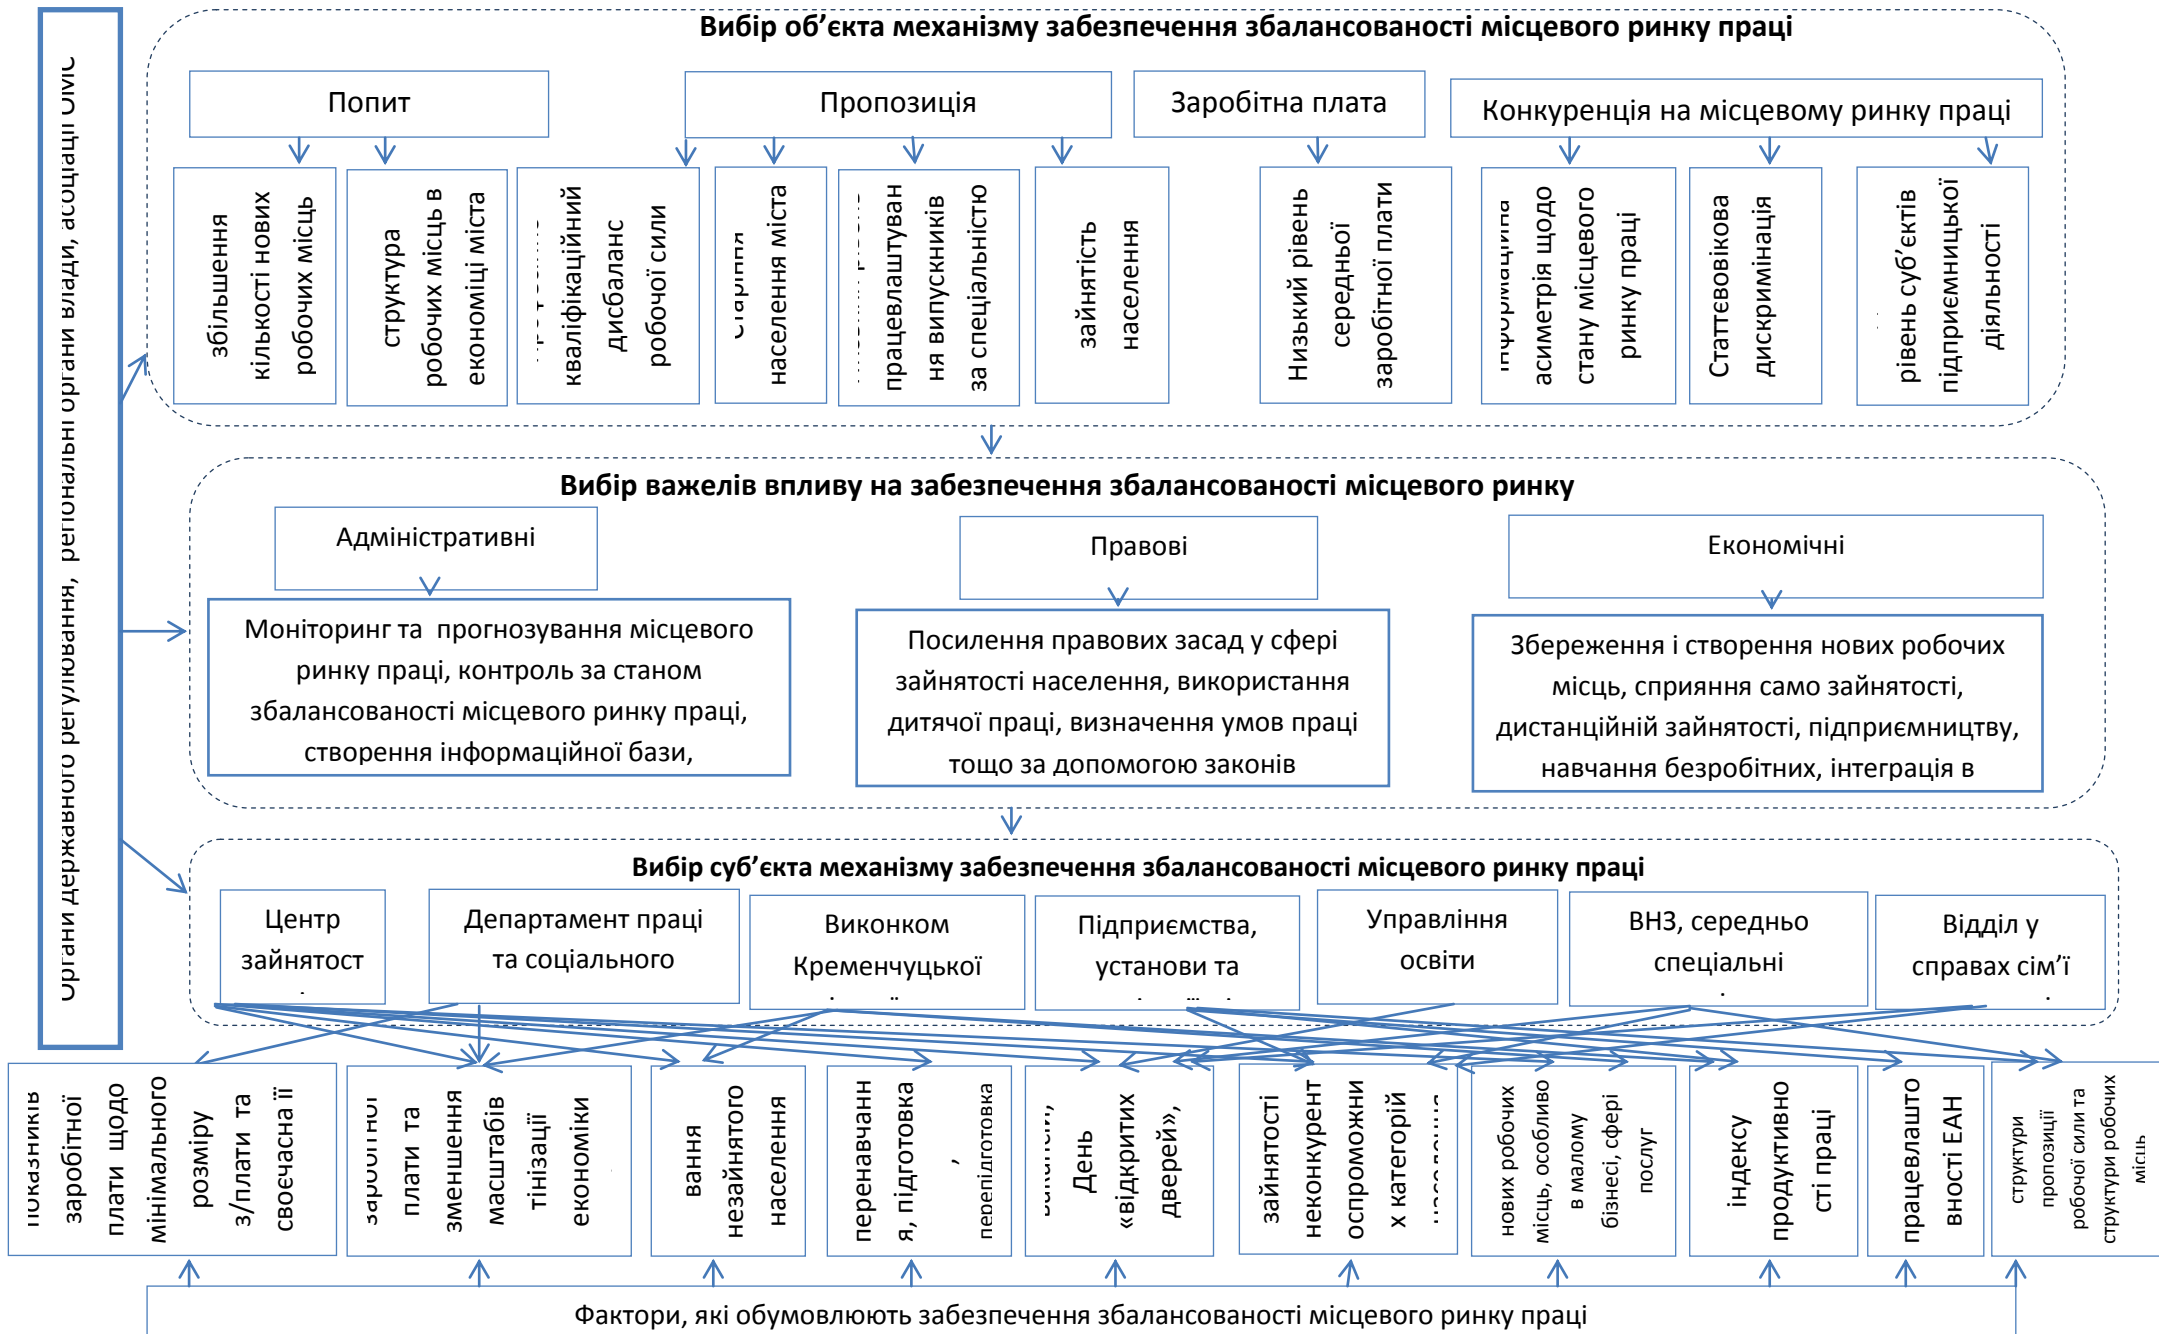 Органи державного регулювання, регіональні органи влади, асоціації ОМС
Вибір об’єкта механізму забезпечення збалансованості місцевого ринку праці
Попит
Пропозиція
Заробітна плата
Конкуренція на місцевому ринку праці
збільшення
кількості нових
робочих місць
структура
робочих місць в
економіці міста
кваліфікаційний
дисбаланс
робочої сили
Старіння
населення міста
працевлаштуван
ня випускників
за спеціальністю
зайнятість
населення
Низький рівень
середньої
заробітної плати
Інформаційна
асиметрія щодо
стану місцевого
ринку праці
Статтєвовікова
дискримінація
рівень суб’єктів
підприємницької
діяльності
Вибір важелів впливу на забезпечення збалансованості місцевого ринку
Адміністративні
Правові
Економічні
Моніторинг та прогнозування місцевого
ринку праці, контроль за станом
збалансованості місцевого ринку праці,
створення інформаційної бази,
Посилення правових засад у сфері
зайнятості населення, використання
дитячої праці, визначення умов праці
тощо за допомогою законів
Збереження і створення нових робочих
місць, сприяння само зайнятості,
дистанційній зайнятості, підприємництву,
навчання безробітних, інтеграція в
Вибір суб’єкта механізму забезпечення збалансованості місцевого ринку праці
Центр
зайнятост
Департамент праці
та соціального
Виконком
Кременчуцької
Підприємства,
установи та
Управління
освіти
ВНЗ, середньо
спеціальні
Відділ у
справах сім’ї
показників
заробітної
плати щодо
мінімального
розміру
з/плати та
своєчасна її
заробітної
плати та
зменшення
масштабів
тінізації
економіки
вання
незайнятого
населення
перенавчанн
я, підготовка
,
перепідготовка
вакансій,
День
«відкритих
дверей»,
зайнятості
неконкурент
оспроможни
х категорій
населення
нових робочих
місць, особливо
в малому
бізнесі, сфері
послуг
індексу
продуктивно
сті праці
працевлашто
вності ЕАН
структури
пропозиції
робочої сили та
структури робочих
місць
Фактори, які обумовлюють забезпечення збалансованості місцевого ринку праці